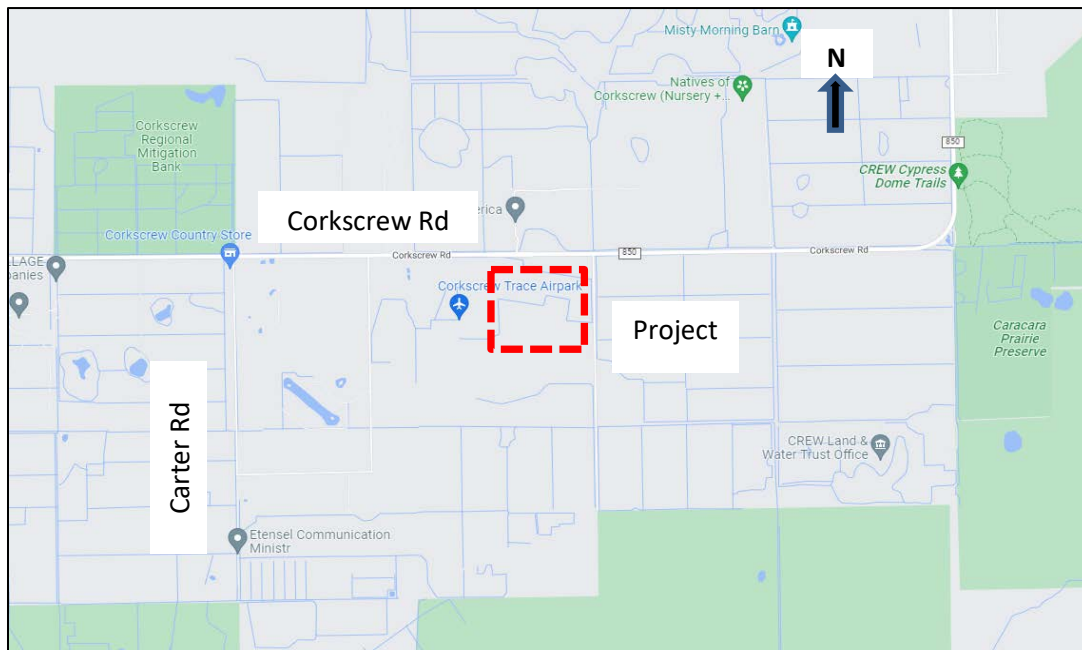 Misty Morning Barn
N
Natives of
Corkscrew (Nursery +...
Corkscrew
Regional
Mitigation
Bank
850
CREW Cypress
Dome Trails
erica
Corkscrew Rd
Corkscrew Country Store
Corkscrew Rd
850
Corkscrew Rd
LAGE
panies
Corkscrew Trace Airpark
Project
Caracara
Prairie
Preserve
Carter Rd
CREW Land &
Water Trust Office
Etensel Communication
Ministr